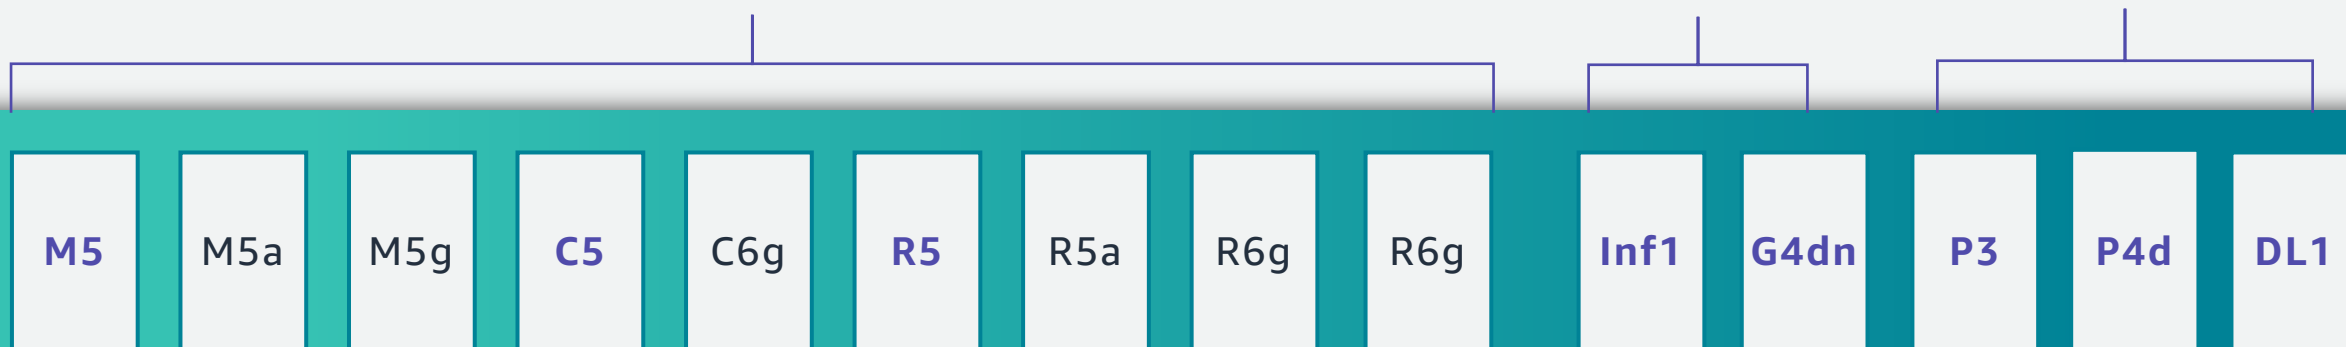 M5 M5a M5g C5 C6g R5 R5a R6g R6g Inf1 G4dn P3 P4d DL1